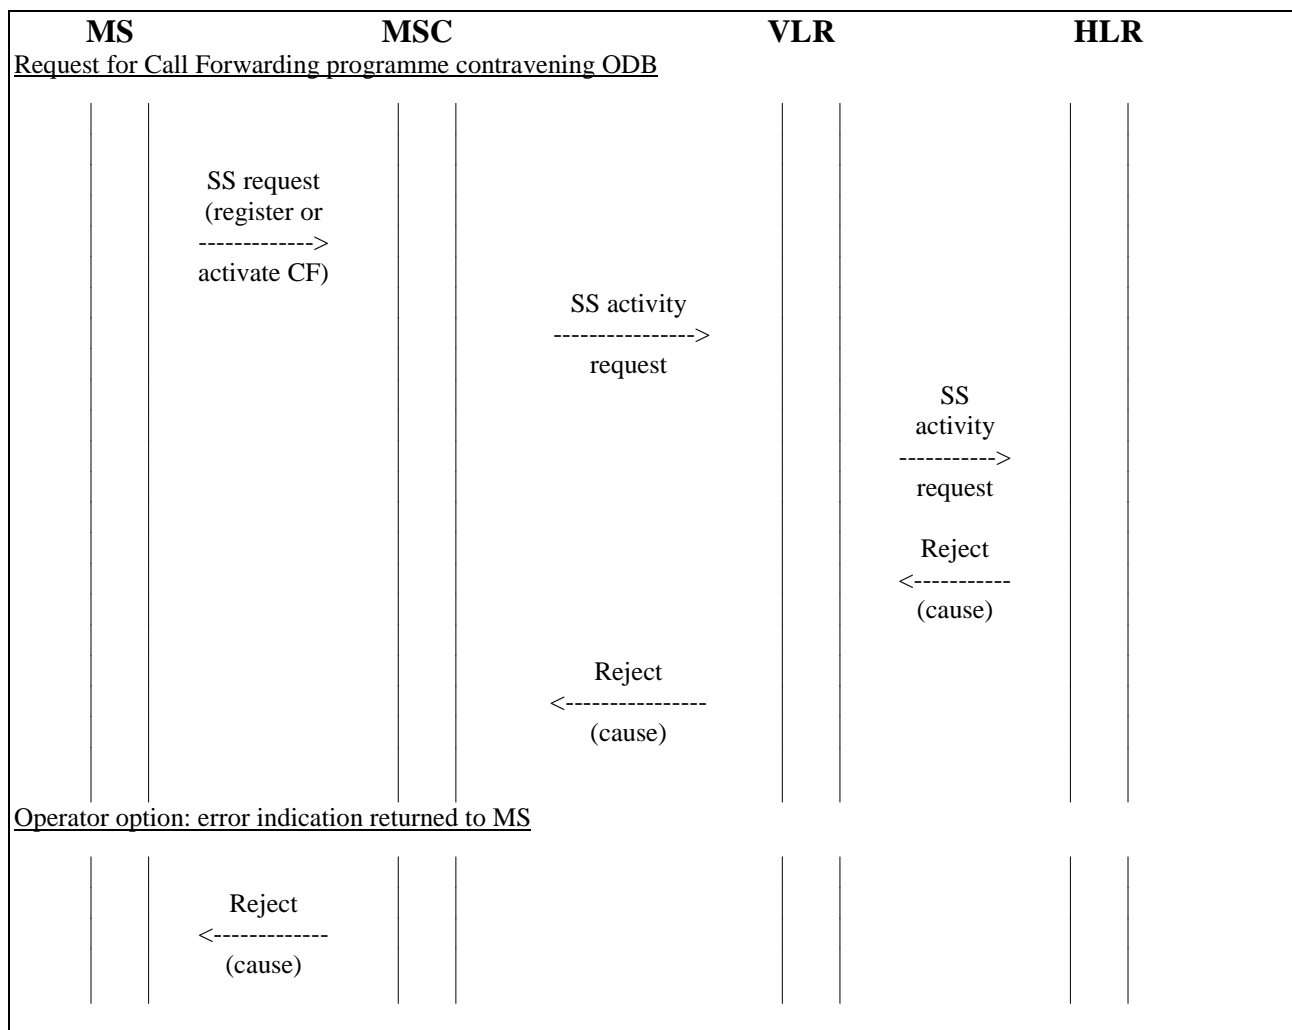 MS MSC VLR HLR
Request for Call Forwarding programme contravening ODB
SS request
(register or
------------->
activate CF)
SS activity
---------------->
request
SS
activity
----------->
request
Reject
<-----------
(cause)
Reject
<----------------
(cause)
Operator option: error indication returned to MS
Reject
<-------------
(cause)